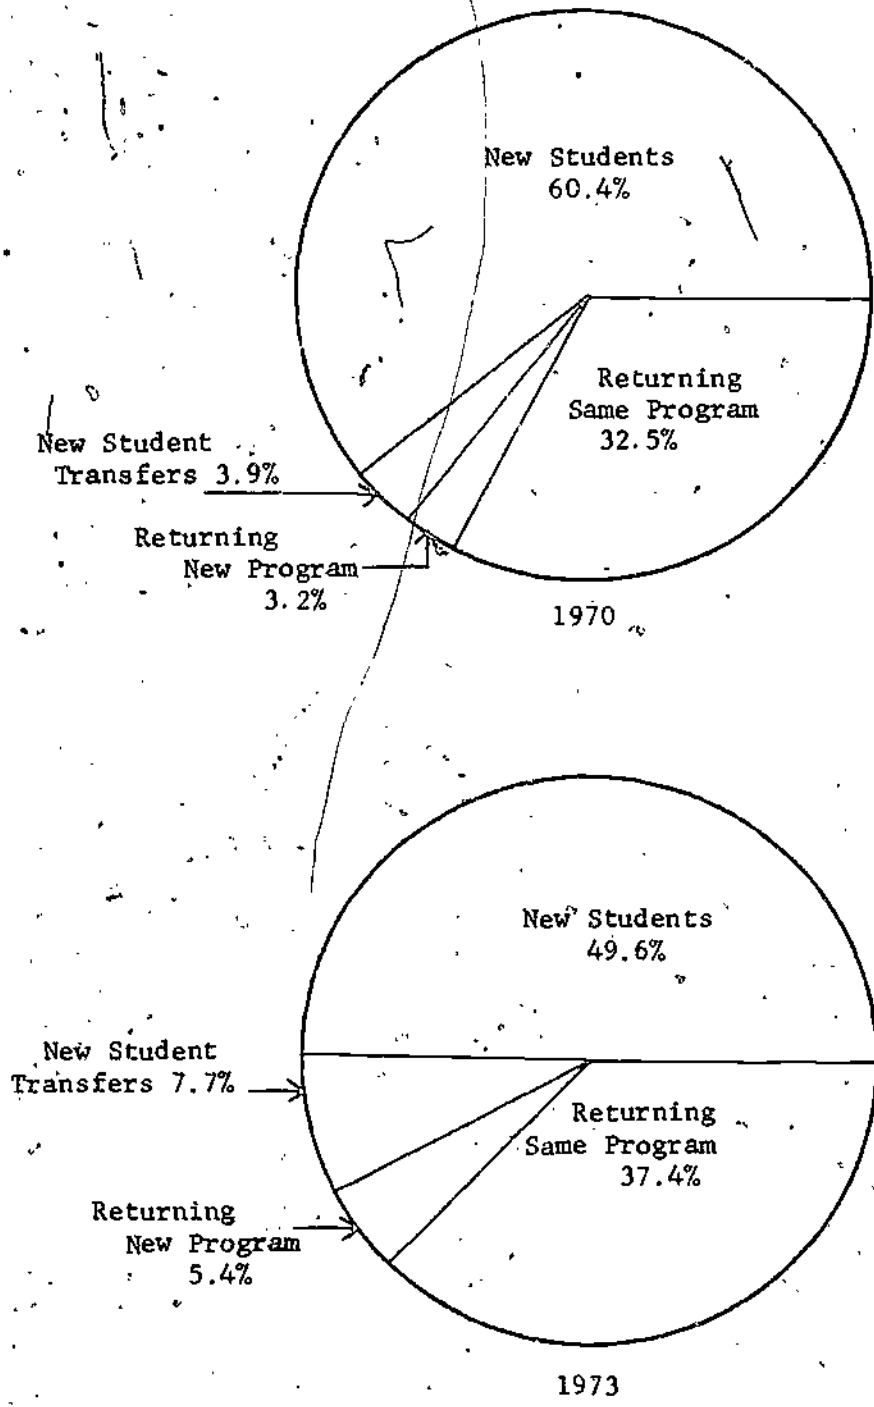 New Students
60.4%
Returning
Same Program
32.5%
New Student
Transfers 3.9%
Returning
New Program
3.2%
1970
New Students
49.6%
New Student
Transfers 7.7%
Returning
Same Program
37.4%
Returning
New Program
5.4%
1973